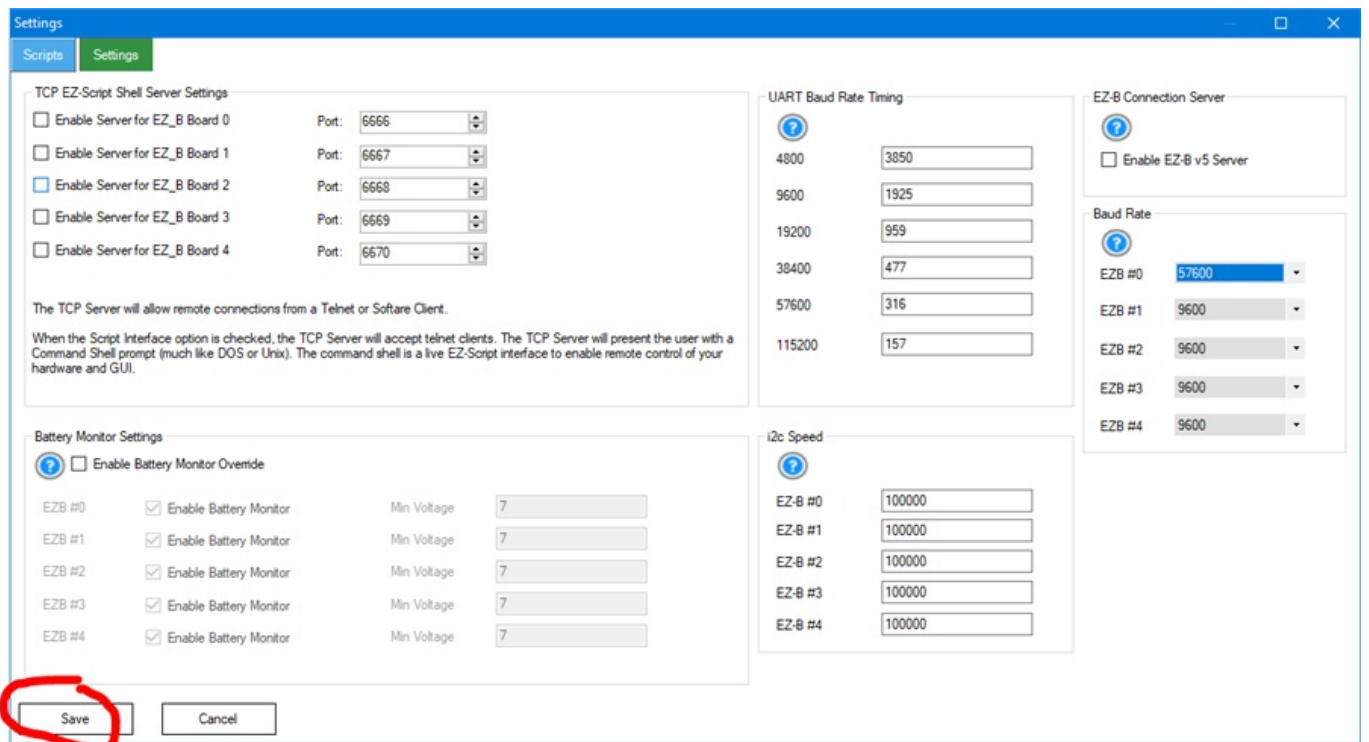 Settings
Scripts Settings
TCP EZ-Script Shell Server Settings
Enable Server for EZ_B Board 0 Port: 6666
Enable Server for EZ_B Board 1 Port: 6667
Enable Server for EZ_B Board 2 Port: 6668
Enable Server for EZ_B Board 3 Port: 6669
Enable Server for EZ_B Board 4 Port: 6670
The TCP Server will allow remote connections from a Telnet or Softare Client.
When the Script Interface option is checked, the TCP Server will accept telnet clients. The TCP Server will present the user with a
Command Shell prompt (much like DOS or Unix). The command shell is a live EZ-Script interface to enable remote control of your
hardware and GUI.
UART Baud Rate Timing
?
4800 3850
9600 1925
19200 959
38400 477
57600 316
115200 157
EZ-B Connection Server
?
Enable EZ-B v5 Server
Baud Rate
?
EZB #0 57600
EZB #1 9600
EZB #2 9600
EZB #3 9600
EZB #4 9600
Battery Monitor Settings
? Enable Battery Monitor Override
EZB #0 Enable Battery Monitor Min Voltage 7
EZB #1 Enable Battery Monitor Min Voltage 7
EZB #2 Enable Battery Monitor Min Voltage 7
EZB #3 Enable Battery Monitor Min Voltage 7
EZB #4 Enable Battery Monitor Min Voltage 7
i2c Speed
?
EZ-B #0 100000
EZ-B #1 100000
EZ-B #2 100000
EZ-B #3 100000
EZ-B #4 100000
Save Cancel